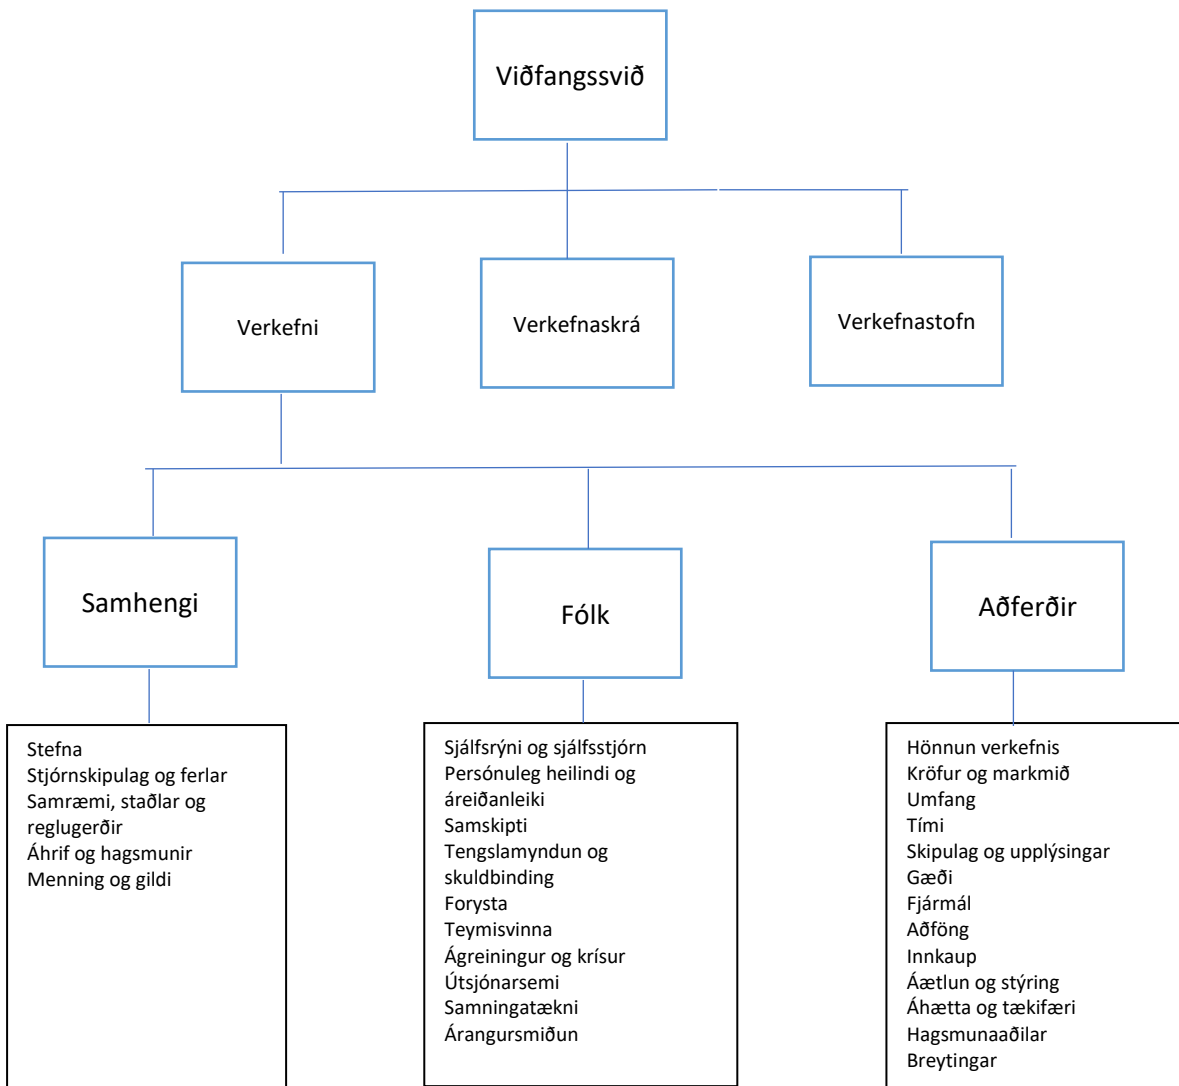 Viðfangssvið
Verkefni
Verkefnaskrá
Verkefnastofn
Samhengi
Fólk
Aðferðir
Stefna
Stjórnskipulag og ferlar
Samræmi, staðlar og
reglugerðir
Áhrif og hagsmunir
Menning og gildi
Sjálfsrýni og sjálfsstjórn
Persónuleg heilindi og
áreiðanleiki
Samskipti
Tengslamyndun og
skuldbinding
Forysta
Teymisvinna
Ágreiningur og krísur
Útsjónarsemi
Samningatækni
Árangursmiðun
Hönnun verkefnis
Kröfur og markmið
Umfang
Tími
Skipulag og upplýsingar
Gæði
Fjármál
Aðföng
Innkaup
Áætlun og stýring
Áhætta og tækifæri
Hagsmunaaðilar
Breytingar